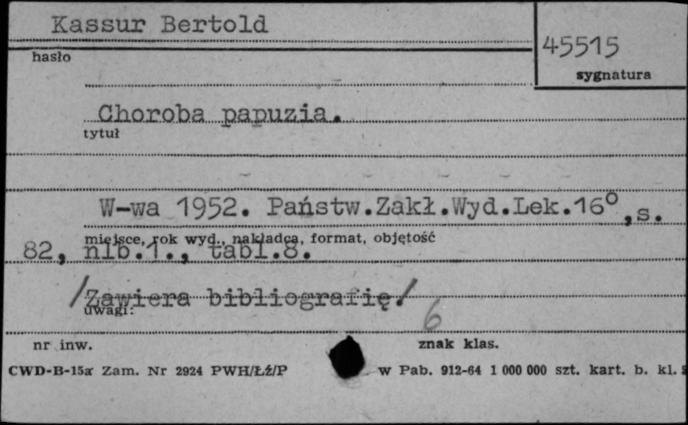 Kassur Bertold
45515
hasło
sygnatura
Choroba papuzia.
tytuł
W-wa 1952. Państw.Zakł.Wyd.Lek.16°,s.
miejsce, rok wyd., nakładca, format, objętość
82, nlb.1., tabl.8.
/Zawiera bibliografię./
uwagi:
6
nr inw.
znak klas.
CWD-B-15a Zam. Nr 2924 PWH/Łź/P
w Pab. 912-64 1 000 000 szt. kart. b. kl.